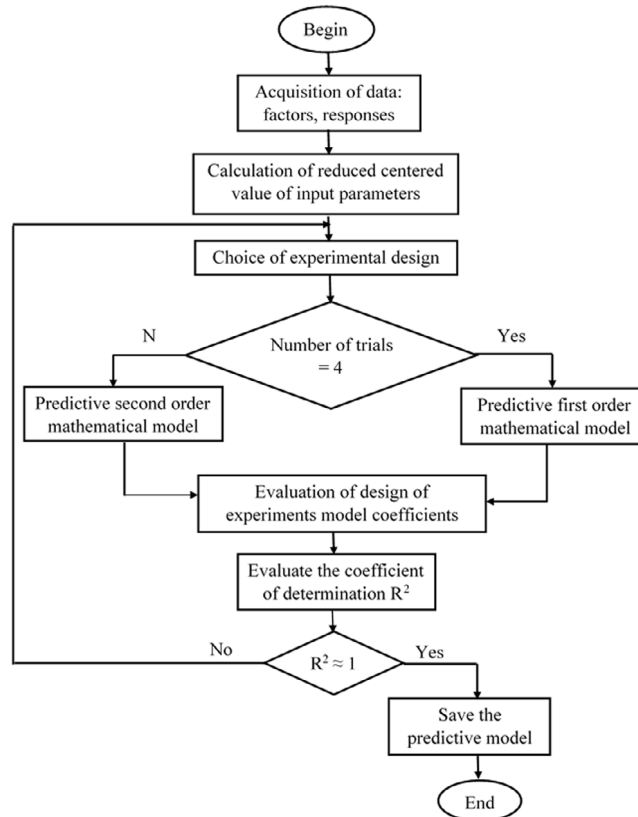 Begin
Acquisition of data:
factors, responses
Calculation of reduced centered
value of input parameters
Choice of experimental design
Number of trials
= 4
N
Yes
Predictive second order
mathematical model
Predictive first order
mathematical model
Evaluation of design of
experiments model coefficients
Evaluate the coefficient
of determination R²
R² ≈ 1
No
Yes
Save the
predictive model
End